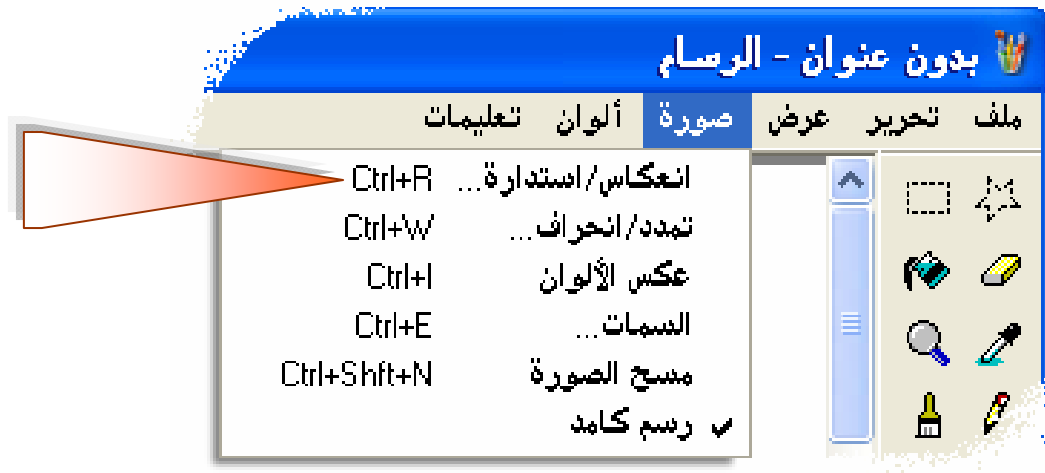 بدون عنوان - الرسام
ملف تحرير عرض صورة ألوان تعليمات
انعكاس/استدارة... Ctrl+R
تمدد/انحراف... Ctrl+W
عكس الألوان Ctrl+I
السمات... Ctrl+E
مسح الصورة Ctrl+Shft+N
رسم كامد